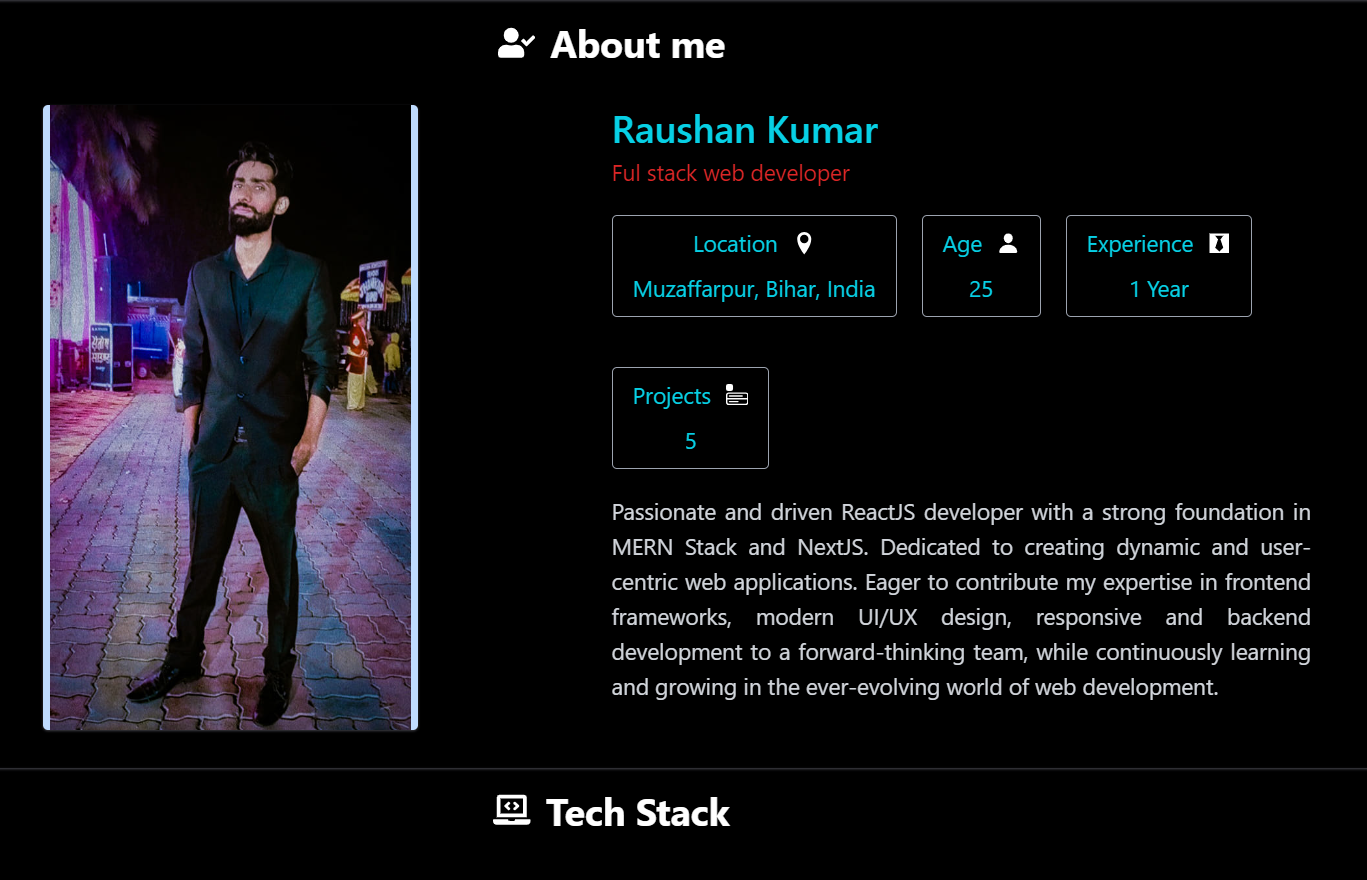 About me
Raushan Kumar
Ful stack web developer
Location
Muzaffarpur, Bihar, India
Age
25
Experience
1 Year
Projects
5
Passionate and driven ReactJS developer with a strong foundation in
MERN Stack and NextJS. Dedicated to creating dynamic and user-
centric web applications. Eager to contribute my expertise in frontend
frameworks, modern UI/UX design, responsive and backend
development to a forward-thinking team, while continuously learning
and growing in the ever-evolving world of web development.
Tech Stack